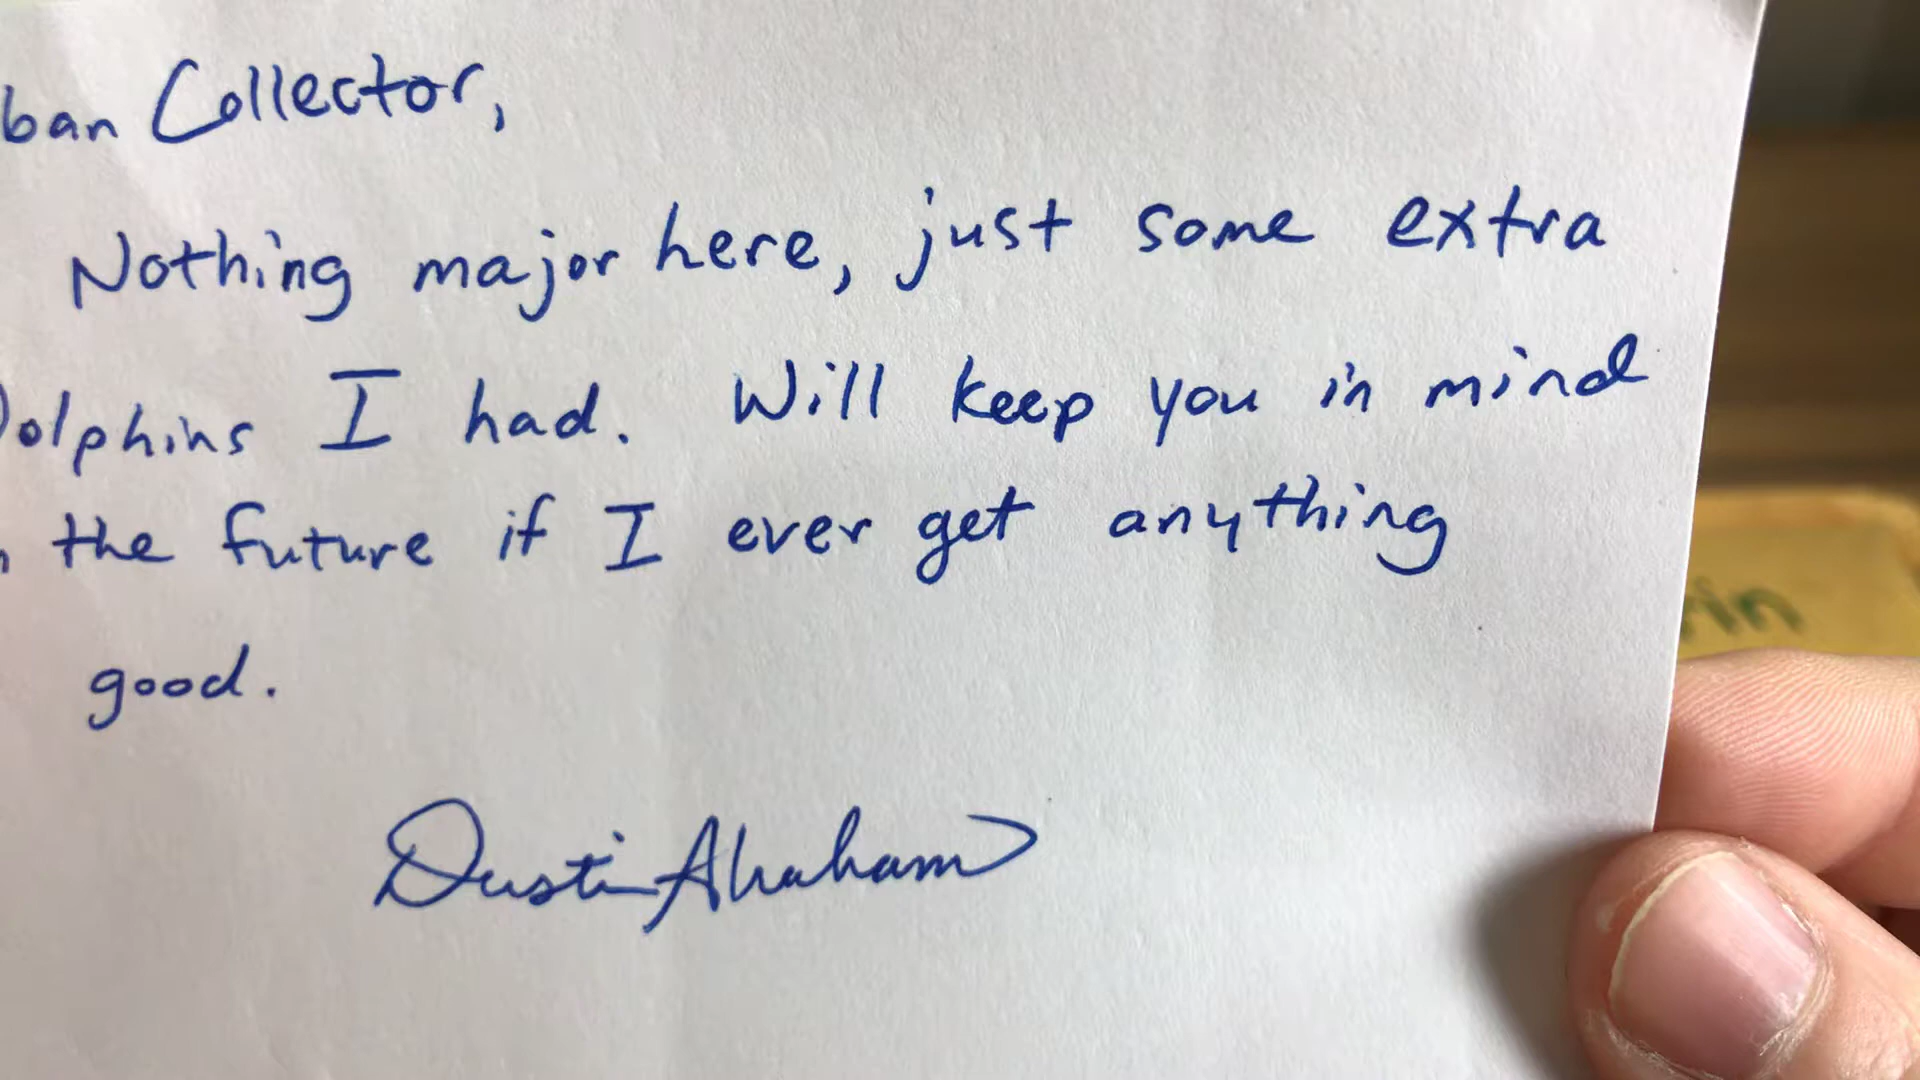 ban Collector,
Nothing major here, just some extra
Dolphins I had. Will keep you in mind
n the future if I ever get anything
good.
Dustin Abraham